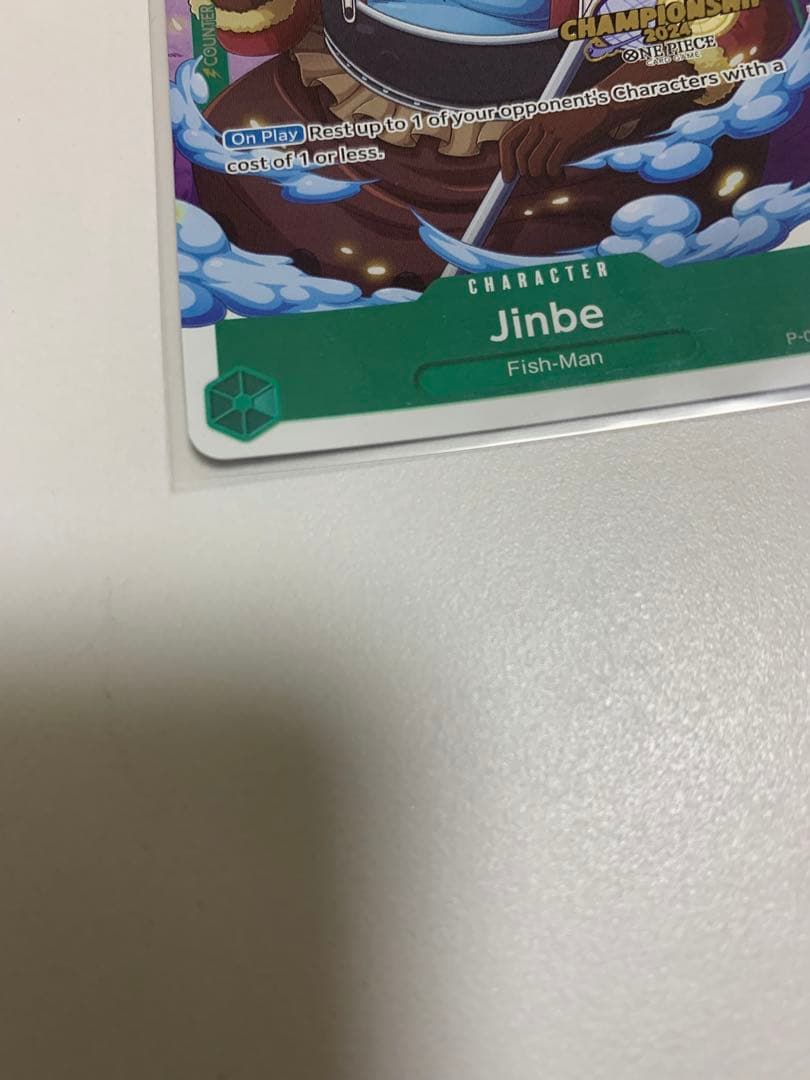 COUNTER
CHAMPIONSHIP
2024
ONE PIECE
CARD GAME
On Play Rest up to 1 of your opponent's Characters with a
cost of 1 or less.
CHARACTER
Jinbe
Fish-Man
P-0